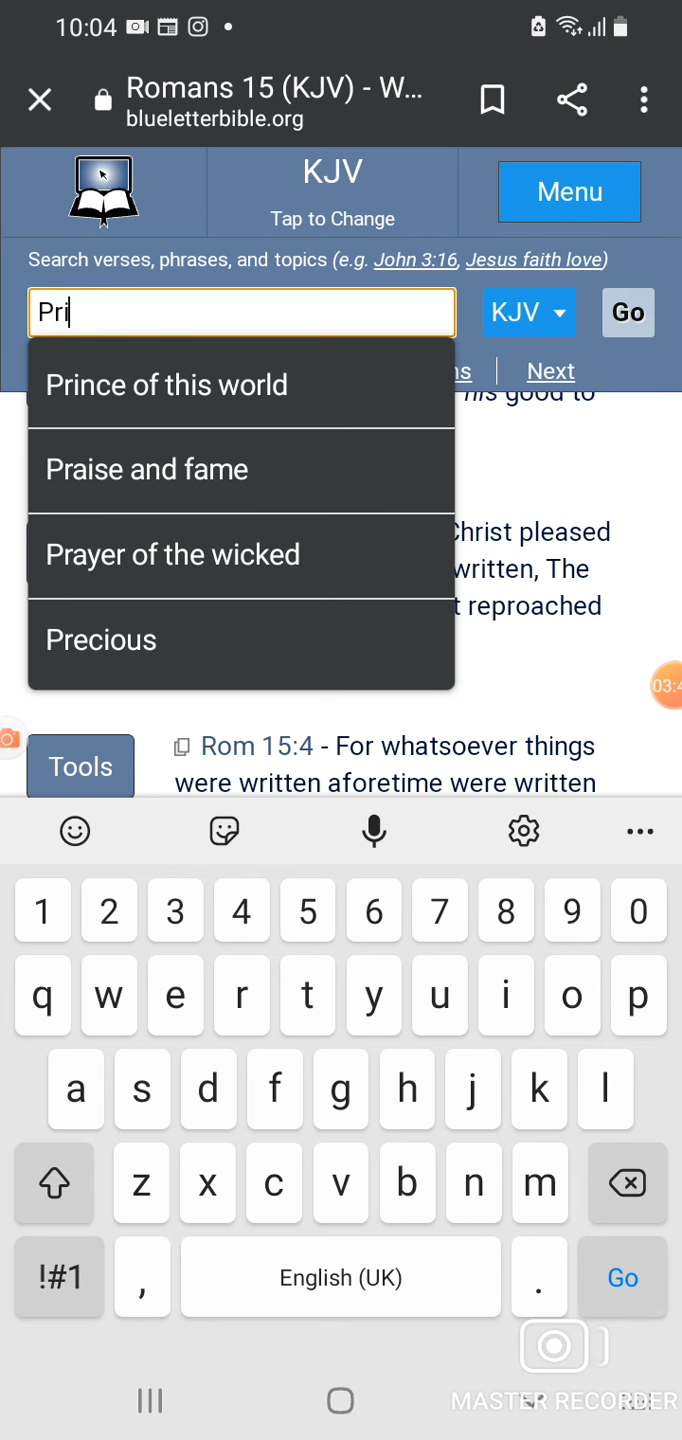 10:04
Romans 15 (KJV) - W...
blueletterbible.org
KJV
Tap to Change
Menu
Search verses, phrases, and topics (e.g. John 3:16, Jesus faith love)
Pri
KJV
Go
ns | Next
Prince of this world
his good to
Praise and fame
Christ pleased
Prayer of the wicked
written, The
t reproached
Precious
03:4
Tools
Rom 15:4 - For whatsoever things
were written aforetime were written
1 2 3 4 5 6 7 8 9 0
q w e r t y u i o p
a s d f g h j k l
z x c v b n m
!#1 , English (UK) . Go
MASTER RECORDER